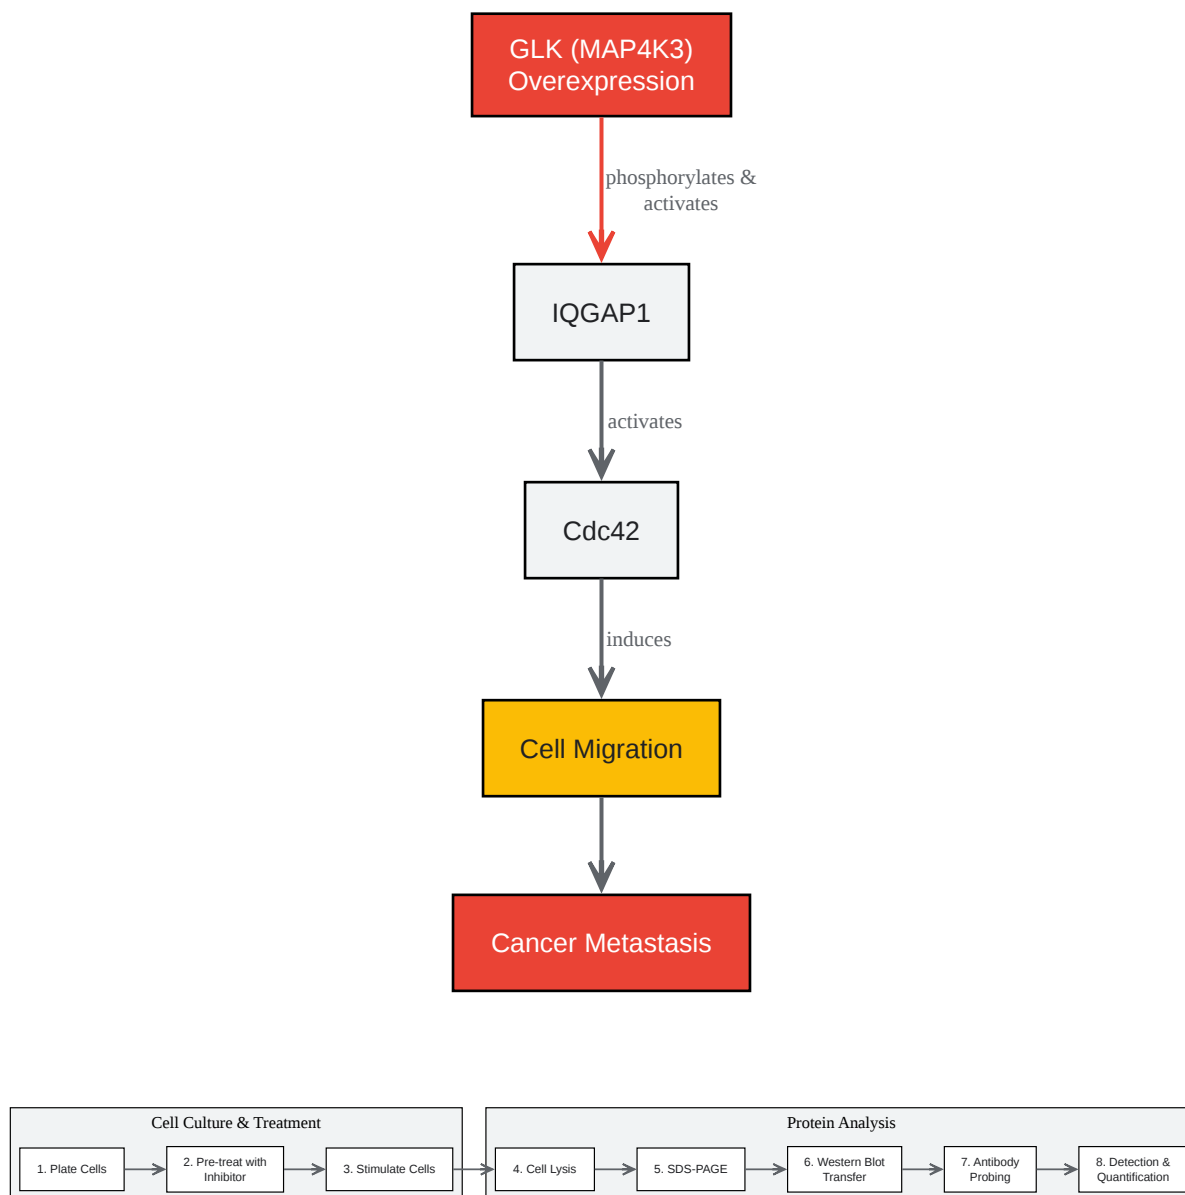 GLK (MAP4K3)
Overexpression
phosphorylates &
activates
IQGAP1
activates
Cdc42
induces
Cell Migration
Cancer Metastasis
Cell Culture & Treatment
1. Plate Cells
2. Pre-treat with
Inhibitor
3. Stimulate Cells
Protein Analysis
4. Cell Lysis
5. SDS-PAGE
6. Western Blot
Transfer
7. Antibody
Probing
8. Detection &
Quantification